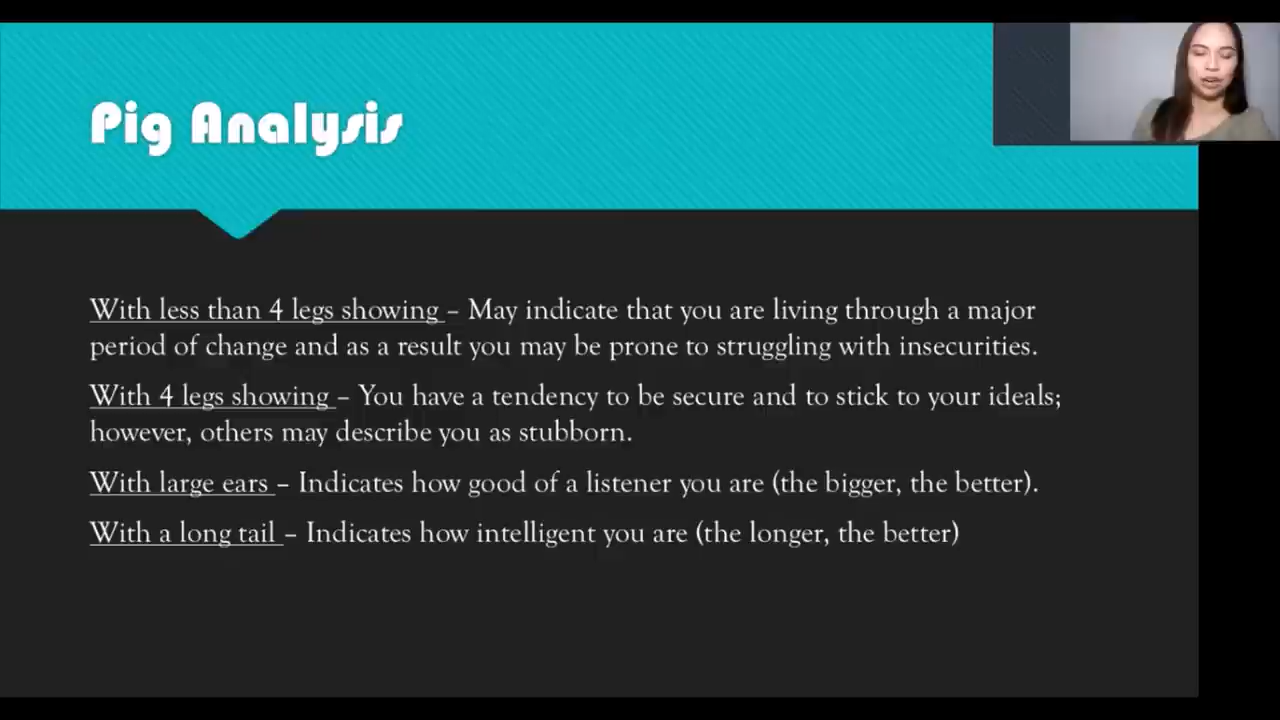 Pig Analysis
With less than 4 legs showing – May indicate that you are living through a major
period of change and as a result you may be prone to struggling with insecurities.
With 4 legs showing – You have a tendency to be secure and to stick to your ideals;
however, others may describe you as stubborn.
With large ears – Indicates how good of a listener you are (the bigger, the better).
With a long tail – Indicates how intelligent you are (the longer, the better)